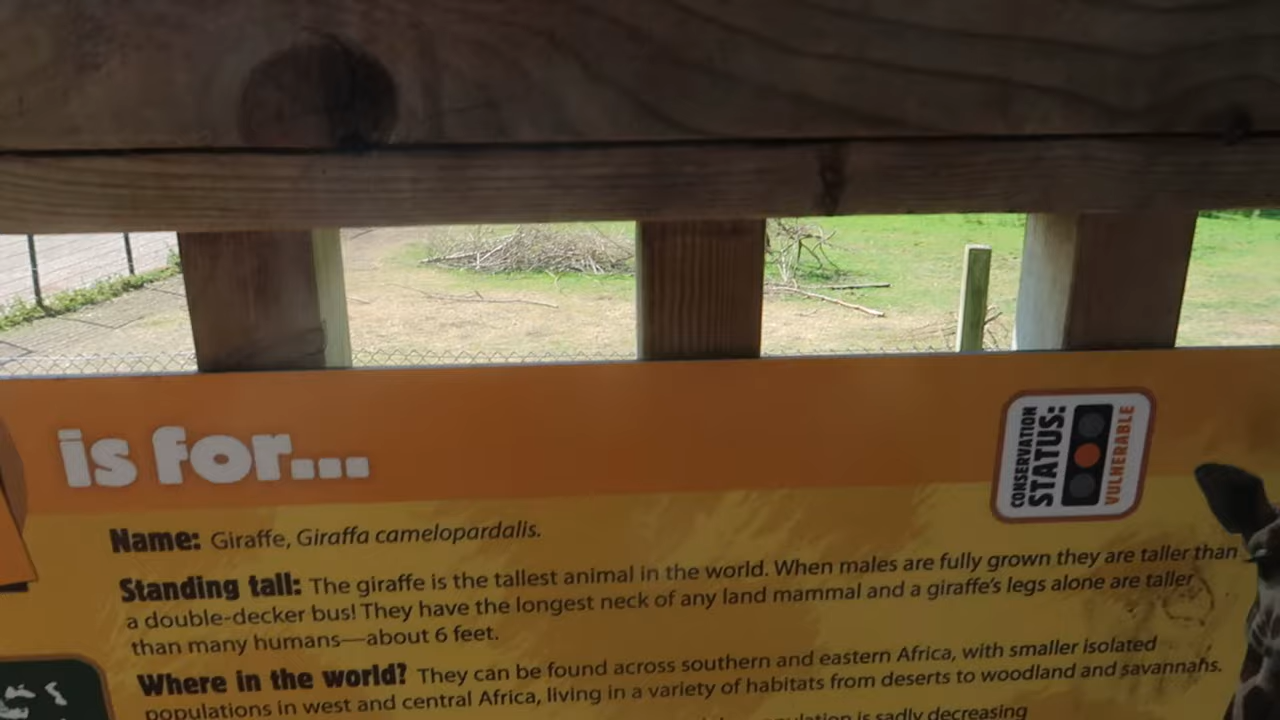 is for...
CONSERVATION
STATUS:
VULNERABLE
Name: Giraffe, Giraffa camelopardalis.
Standing tall: The giraffe is the tallest animal in the world. When males are fully grown they are taller than
a double-decker bus! They have the longest neck of any land mammal and a giraffe's legs alone are taller
than many humans—about 6 feet.
Where in the world? They can be found across southern and eastern Africa, with smaller isolated
populations in west and central Africa, living in a variety of habitats from deserts to woodland and savannahs.
is sadly decreasing